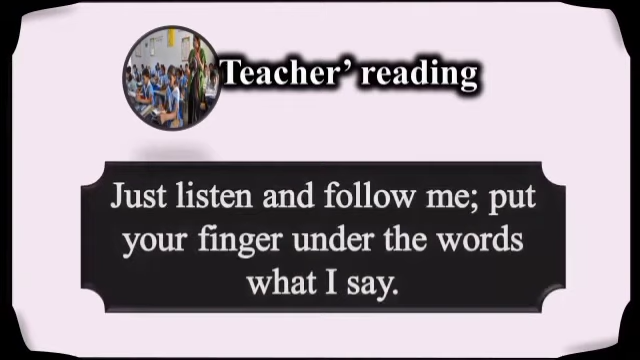 Teacher’ reading
Just listen and follow me; put
your finger under the words
what I say.